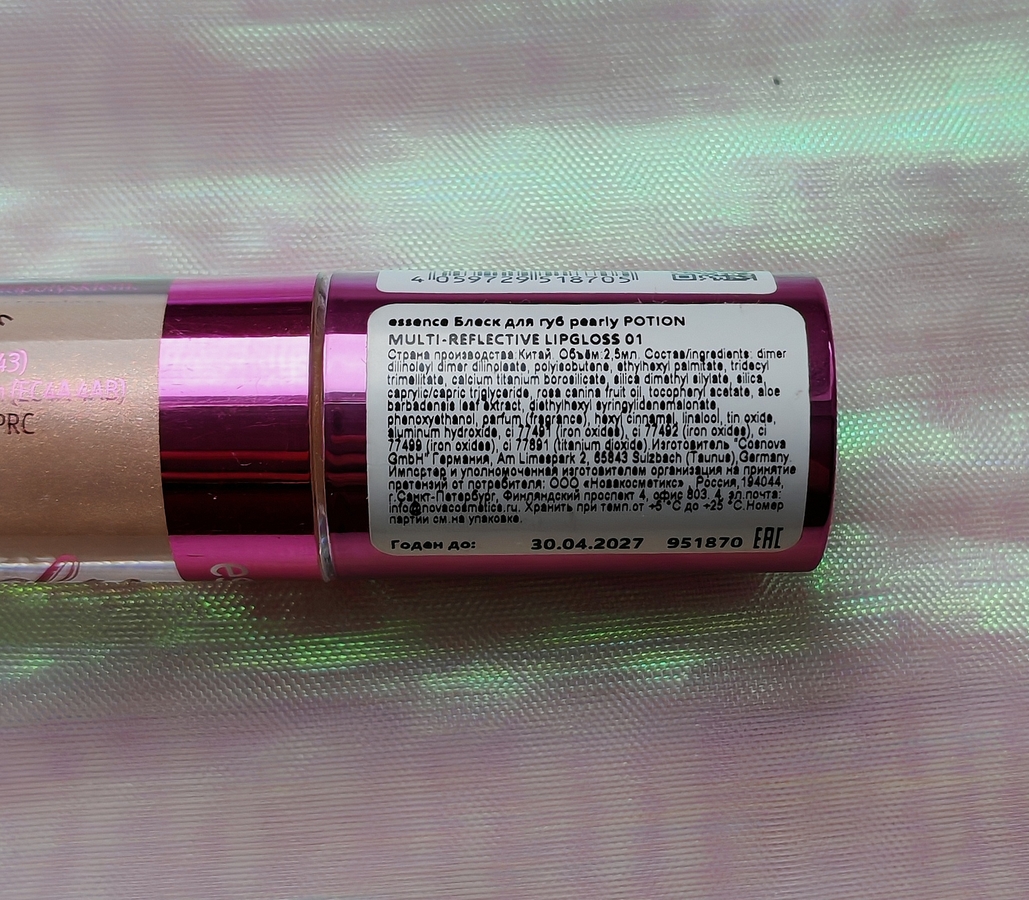 43)
(EC4A 4AB)
PRC
es
4 059729 518705
essence Блеск для губ pearly POTION
MULTI-REFLECTIVE LIPGLOSS 01
Страна производства:Китай. Объём:2,5мл. Состав/ingredients: dimer
dilinoleyl dimer dilinoleate, polyisobutene, ethylhexyl palmitate, tridecyl
trimellitate, calcium titanium borosilicate, silica dimethyl silylate, silica,
caprylic/capric triglyceride, rosa canina fruit oil, tocopheryl acetate, aloe
barbadensis leaf extract, diethylhexyl syringylidenemalonate,
phenoxyethanol, parfum (fragrance), hexyl cinnamal, linalool, tin oxide,
aluminum hydroxide, ci 77491 (iron oxides), ci 77492 (iron oxides), ci
77499 (iron oxides), ci 77891 (titanium dioxide) Изготовитель "Cosnova
GmbH" Германия, Am Limespark 2, 65843 Sulzbach (Taunus),Germany.
Импортер и уполномоченная изготовителем организация на принятие
претензий от потребителя: ООО «Новакосметикс» , Россия,194044,
г.Санкт-Петербург, Финляндский проспект 4, офис 803, 4, эл.почта:
info@novacosmetics.ru. Хранить при темп.от +5 °С до +25 °С.Номер
партии см.на упаковке.
Годен до: 30.04.2027 951870 EAC